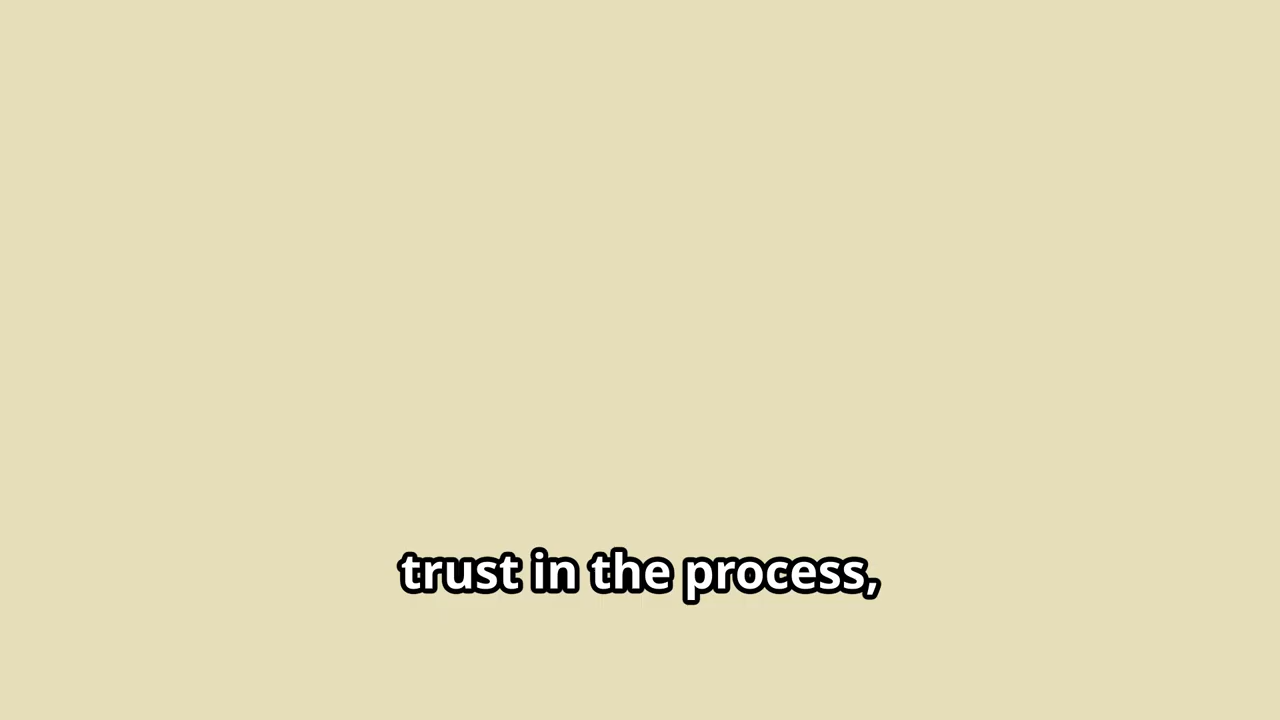 trust in the process,